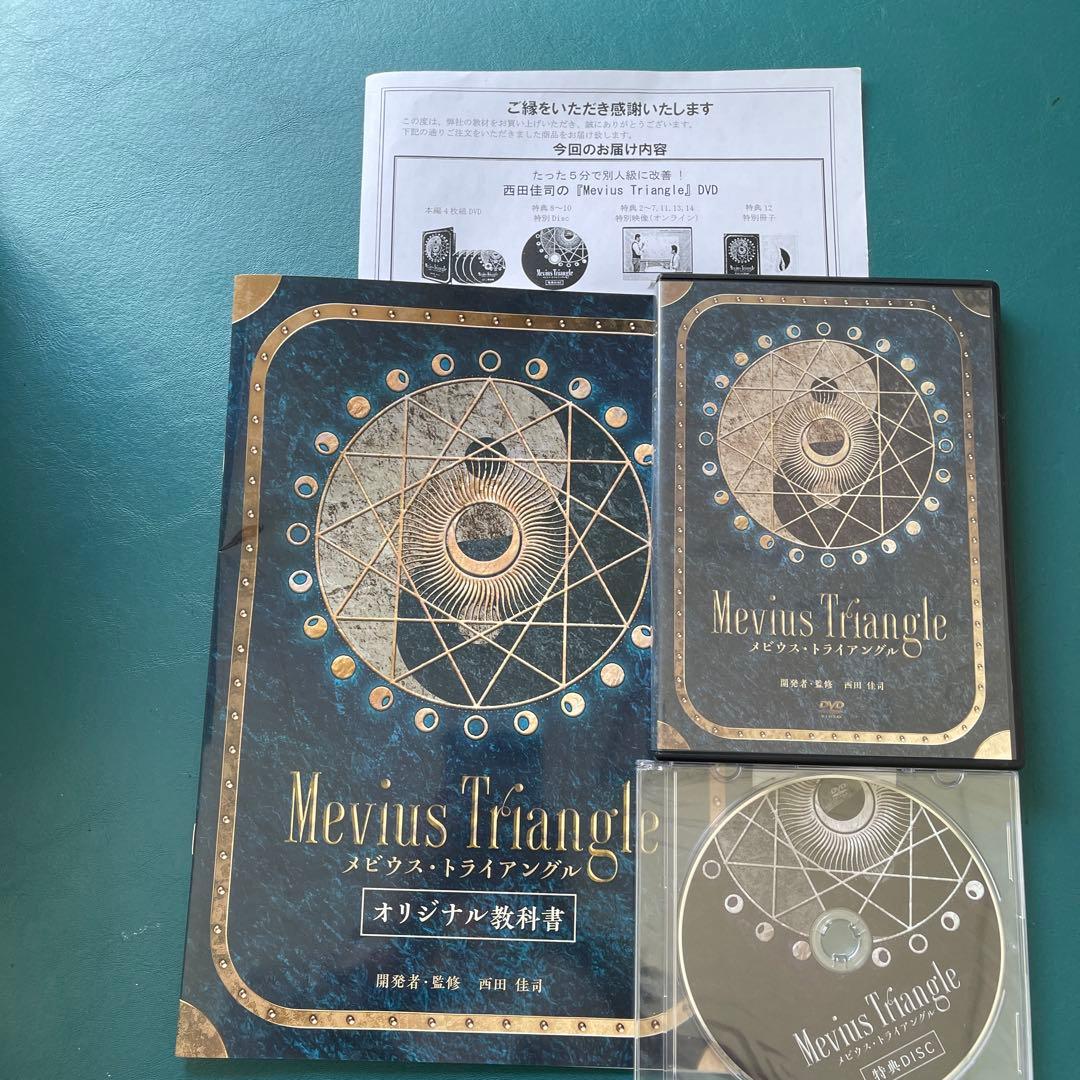 ご縁をいただき感謝いたします
この度は、弊社の教材をお買い上げいただき、誠にありがとうございます。
下記の通りご注文をいただきました商品をお届け致します。
今回のお届け内容
たった5分で別人級に改善!
西田佳司の『Mevius Triangle』DVD
本編4枚組DVD
特典8～10
特別Disc
特典2～7,11,13,14
特別映像(オンライン)
特典12
特別冊子
Mevius Triangle
メビウス・トライアングル
オリジナル教科書
開発者・監修 西田 佳司
Mevius Triangle
メビウス・トライアングル
開発者・監修 西田 佳司
DVD
VIDEO
DVD
Mevius Triangle
メビウス・トライアングル
特典DISC
Mevius Triangle
特典DISC